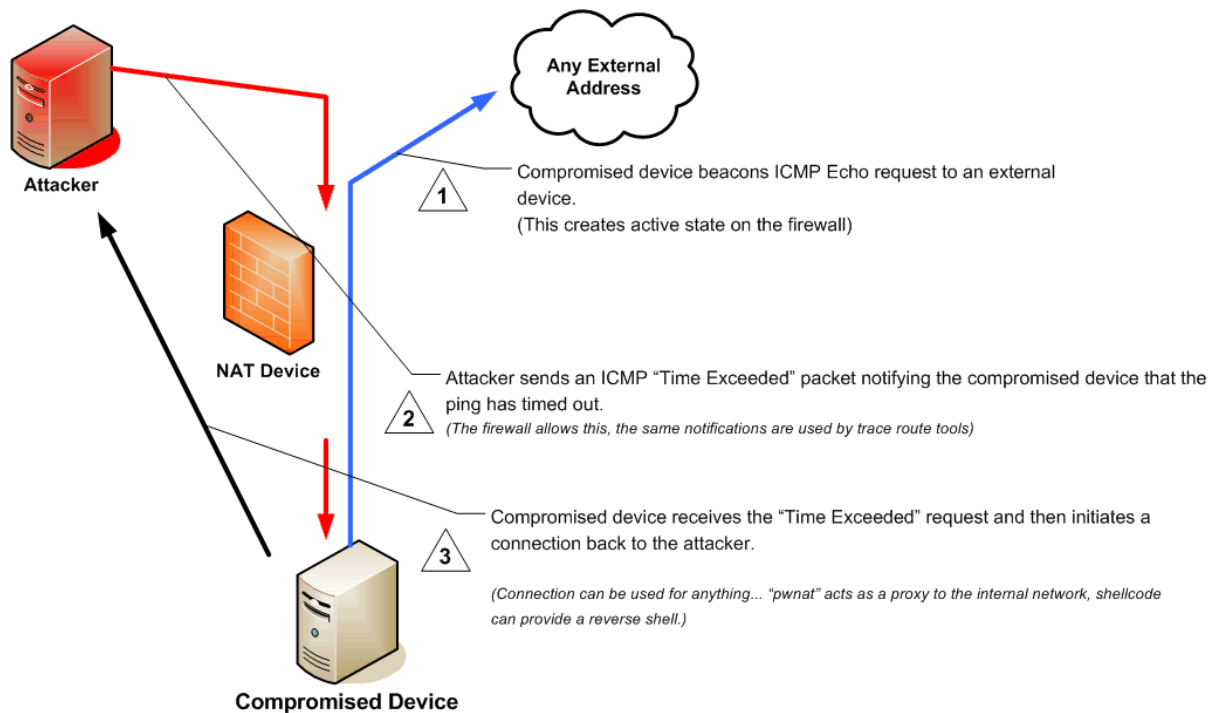 Any External
Address
Attacker
1
Compromised device beacons ICMP Echo request to an external
device.
(This creates active state on the firewall)
NAT Device
2
Attacker sends an ICMP “Time Exceeded” packet notifying the compromised device that the
ping has timed out.
(The firewall allows this, the same notifications are used by trace route tools)
3
Compromised device receives the “Time Exceeded” request and then initiates a
connection back to the attacker.
(Connection can be used for anything... “pwnat” acts as a proxy to the internal network, shellcode
can provide a reverse shell.)
Compromised Device